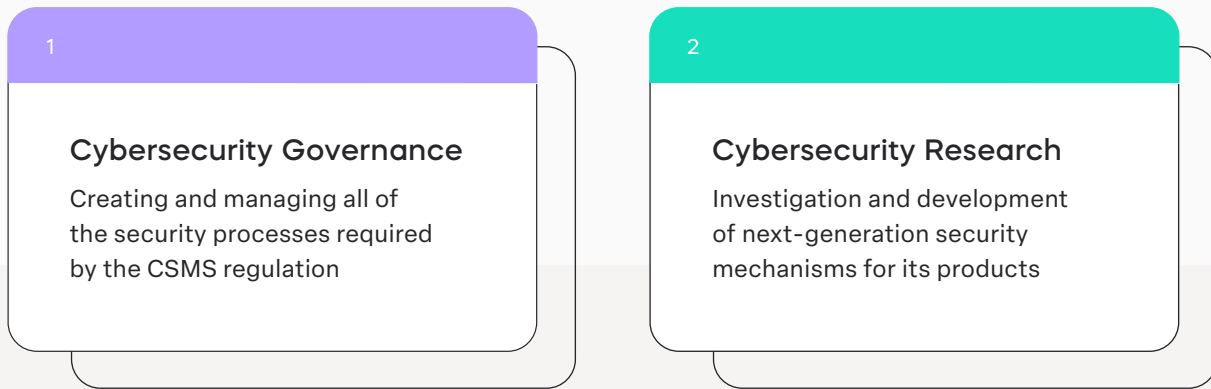 1
Cybersecurity Governance
Creating and managing all of
the security processes required
by the CSMS regulation
2
Cybersecurity Research
Investigation and development
of next-generation security
mechanisms for its products